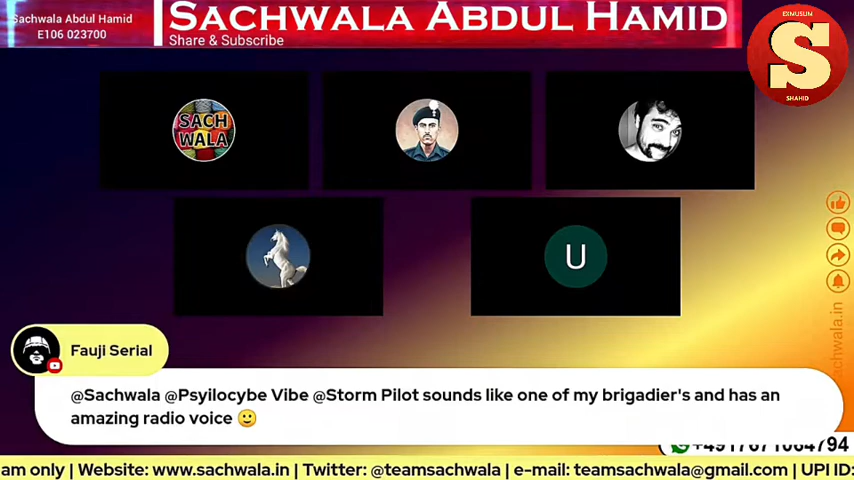 Sachwala Abdul Hamid
E106 023700
SACHWALA ABDUL HAMID
Share & Subscribe
EXMUSLIM
S
SHAHID
SACH
WALA
U
Fauji Serial
@Sachwala @Psyilocybe Vibe @Storm Pilot sounds like one of my brigadier's and has an
amazing radio voice 🙂
sachwala.in
am only | Website: www.sachwala.in | Twitter: @teamsachwala | e-mail: teamsachwala@gmail.com | UPI ID: